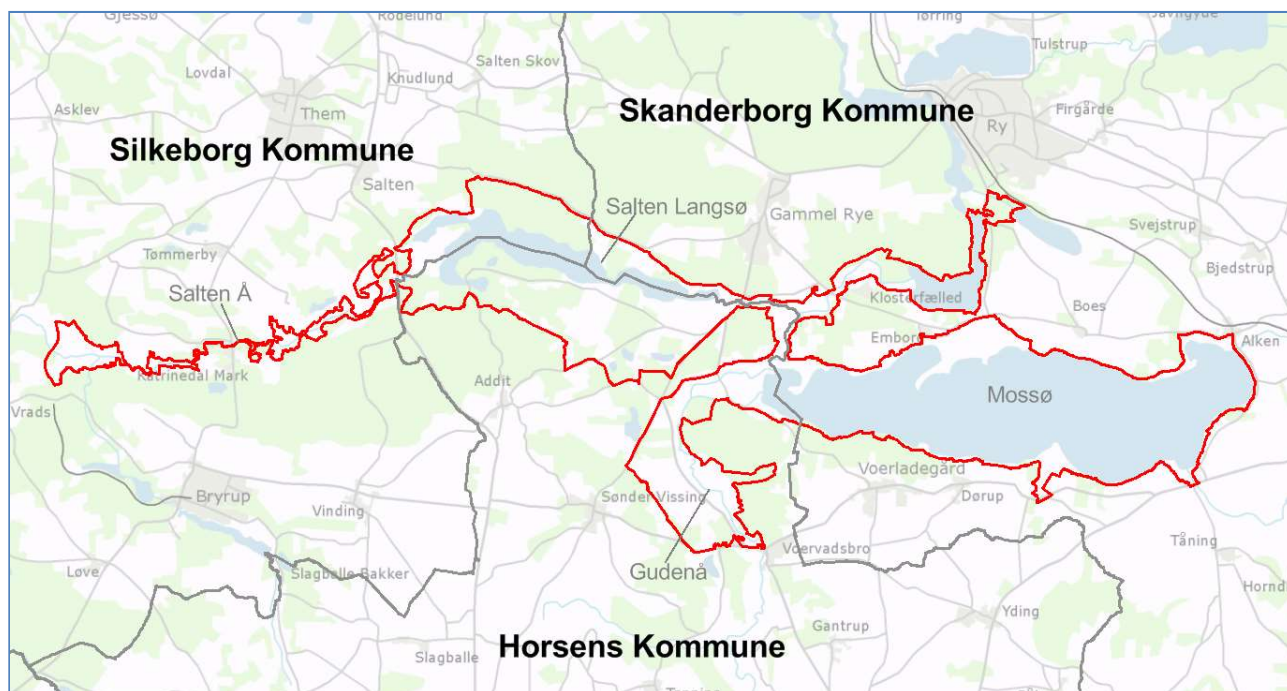 Gjessø
Rodelund
Tørring
Javngyde
Tulstrup
Lovdal
Knudlund
Salten Skov
Asklev
Them
Skanderborg Kommune
Firgårde
Ry
Silkeborg Kommune
Salten
Salten Langsø
Gammel Rye
Svejstrup
Tømmerby
Bjedstrup
Salten Å
Klosterfælled
Boes
Emborg
Alken
Katrinedal Mark
Addit
Mossø
Vrads
Voerladegård
Bryrup
Sønder Vissing
Dørup
Vinding
Voervadsbro
Tåning
Løve
Slagballe Bakker
Gudenå
Yding
Gantrup
Horsens Kommune
Slagballe